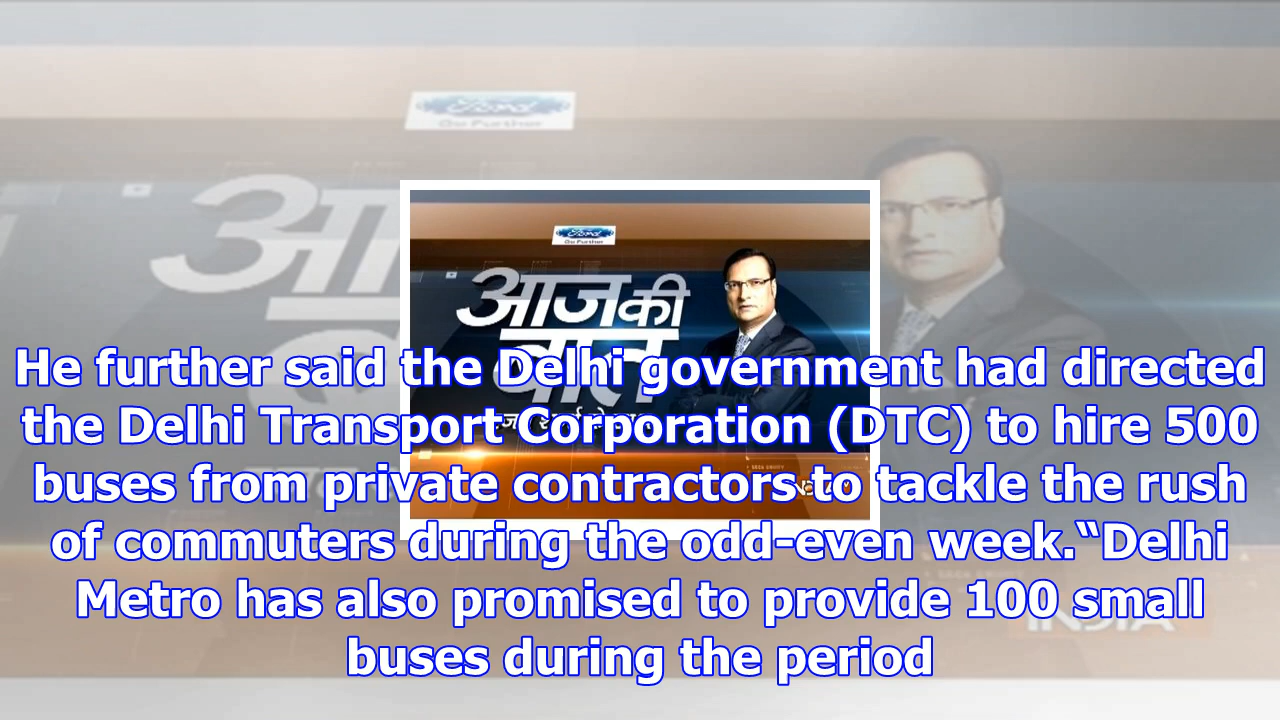 Ford
Go Further
आज की
बात
He further said the Delhi government had directed
the Delhi Transport Corporation (DTC) to hire 500
buses from private contractors to tackle the rush
of commuters during the odd-even week.“Delhi
Metro has also promised to provide 100 small
buses during the period
INDIA